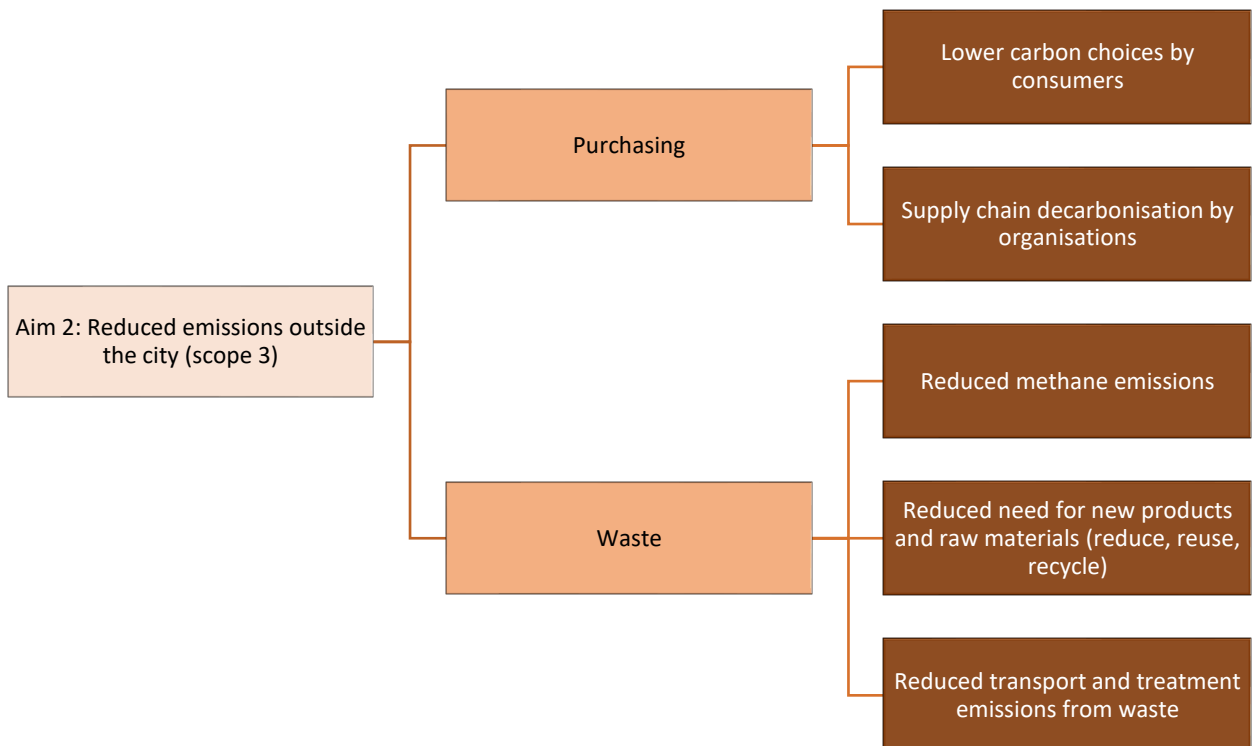 Aim 2: Reduced emissions outside
the city (scope 3)
Purchasing
Lower carbon choices by
consumers
Supply chain decarbonisation by
organisations
Waste
Reduced methane emissions
Reduced need for new products
and raw materials (reduce, reuse,
recycle)
Reduced transport and treatment
emissions from waste